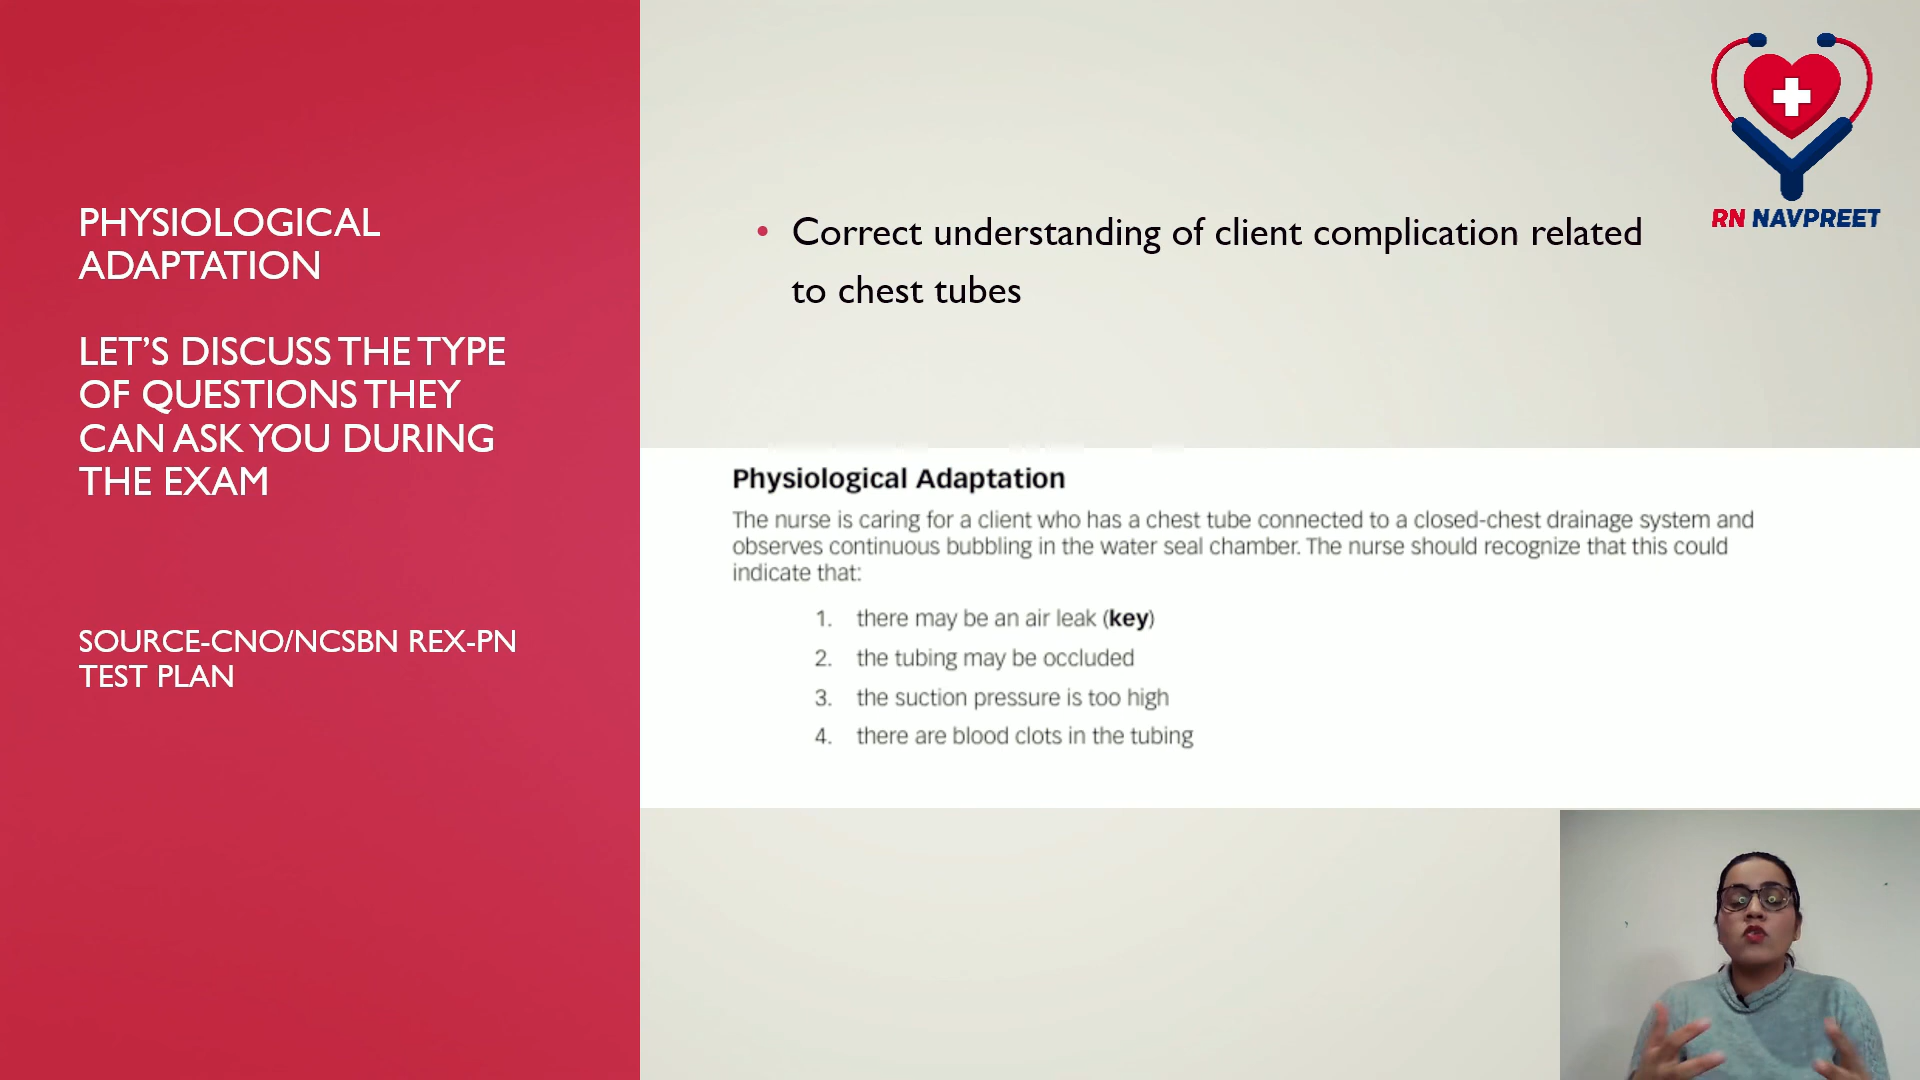 PHYSIOLOGICAL
ADAPTATION
LET'S DISCUSS THE TYPE
OF QUESTIONS THEY
CAN ASK YOU DURING
THE EXAM
SOURCE-CNO/NCSBN REX-PN
TEST PLAN
• Correct understanding of client complication related
to chest tubes
RN NAVPREET
Physiological Adaptation
The nurse is caring for a client who has a chest tube connected to a closed-chest drainage system and
observes continuous bubbling in the water seal chamber. The nurse should recognize that this could
indicate that:
1. there may be an air leak (key)
2. the tubing may be occluded
3. the suction pressure is too high
4. there are blood clots in the tubing